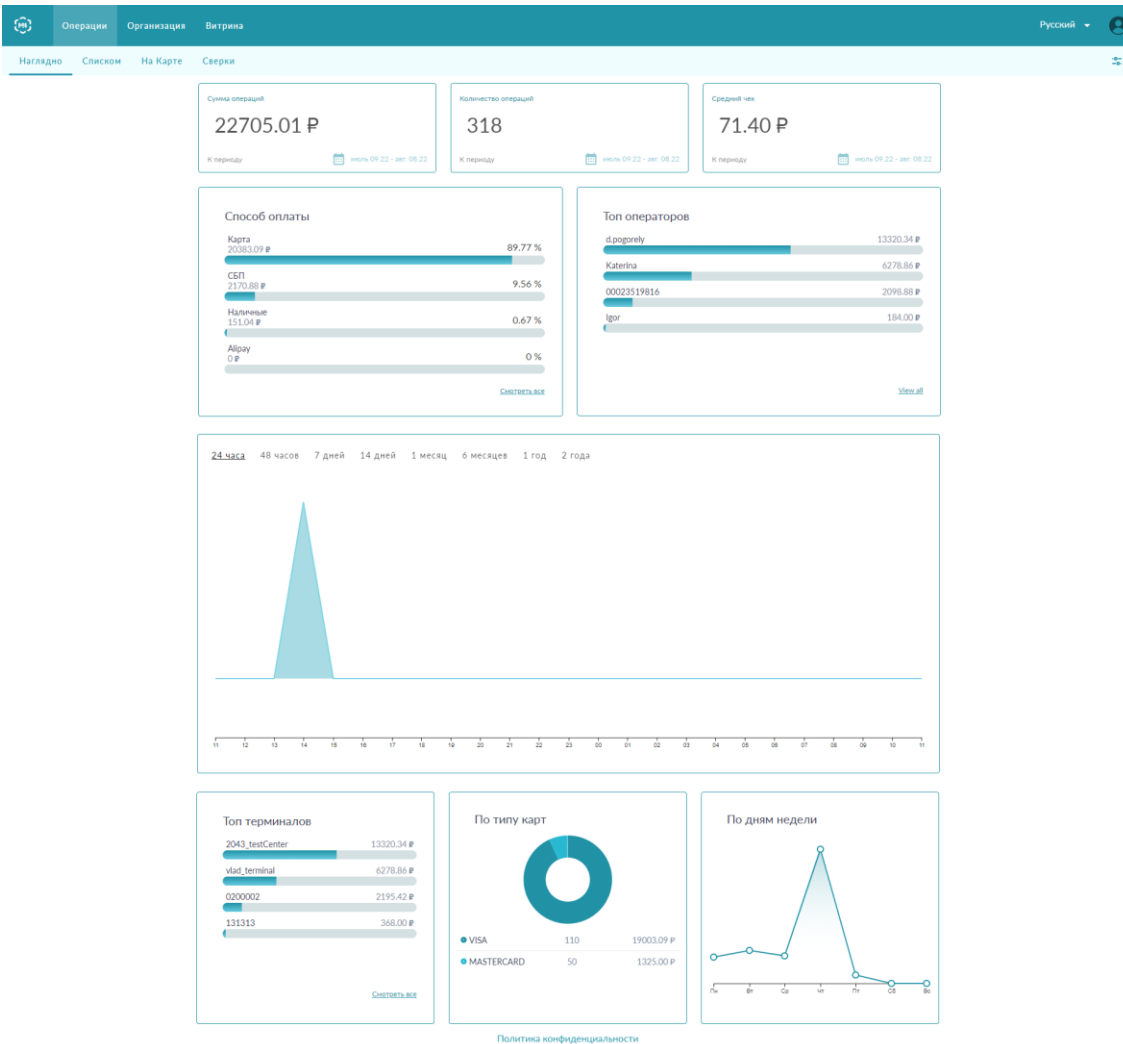 Операции Организация Витрина Русский
Наглядно Списком На Карте Сверки
Сумма операций Количество операций Средний чек
22705.01 ₽ 318 71.40 ₽
К периоду июль 09.22 - авг. 08.22 К периоду июль 09.22 - авг. 08.22 К периоду июль 09.22 - авг. 08.22
Способ оплаты
Карта
20383.09 ₽ 89.77 %
СБП
2170.88 ₽ 9.56 %
Наличные
151.04 ₽ 0.67 %
Alipay
0 ₽ 0 %
Смотреть все
Топ операторов
d.pogorely 13320.34 ₽
Katerina 6278.86 ₽
00023519816 2098.88 ₽
Igor 184.00 ₽
View all
24 часа 48 часов 7 дней 14 дней 1 месяц 6 месяцев 1 год 2 года
11 12 13 14 15 16 17 18 19 20 21 22 23 00 01 02 03 04 05 06 07 08 09 10 11
Топ терминалов
2043_testCenter 13320.34 ₽
vlad_terminal 6278.86 ₽
0200002 2195.42 ₽
131313 368.00 ₽
Смотреть все
По типу карт
VISA 110 19003.09 ₽
MASTERCARD 50 1325.00 ₽
По дням недели
Пн Вт Ср Чт Пт Сб Вс
Политика конфиденциальности